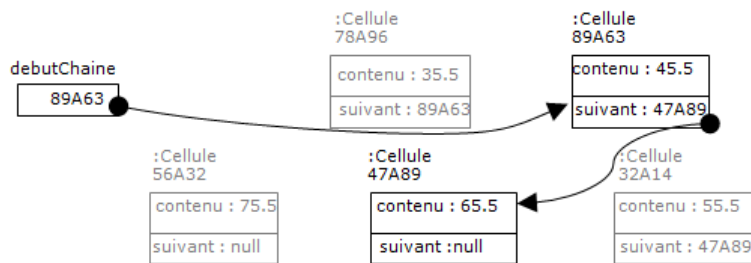 :Cellule
78A96
contenu : 35.5
suivant : 89A63
:Cellule
89A63
contenu : 45.5
suivant : 47A89
debutChaine
89A63
:Cellule
56A32
contenu : 75.5
suivant : null
:Cellule
47A89
contenu : 65.5
suivant :null
:Cellule
32A14
contenu : 55.5
suivant : 47A89